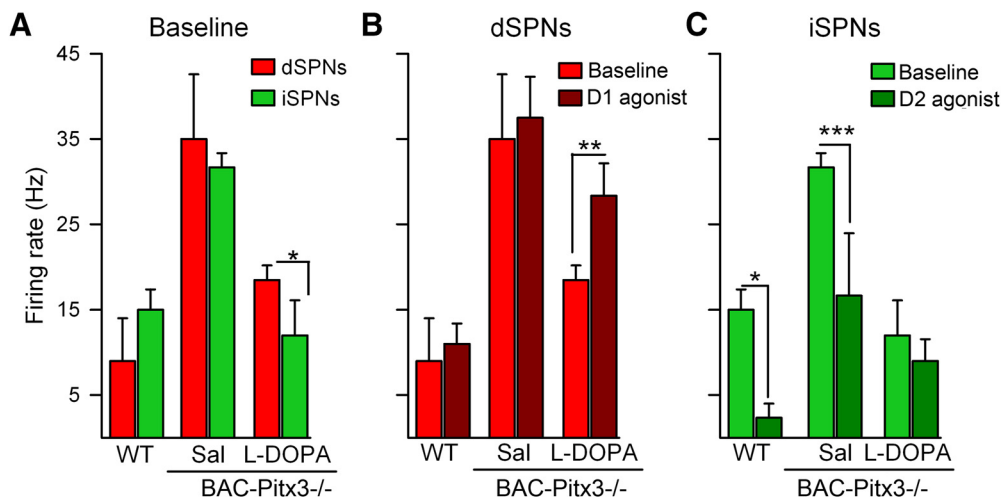 A Baseline
B dSPNs
C iSPNs
Firing rate (Hz)
45
35
25
15
5
dSPNs
iSPNs
*
WT Sal L-DOPA
BAC-Pitx3-/-
Baseline
D1 agonist
**
WT Sal L-DOPA
BAC-Pitx3-/-
Baseline
D2 agonist
***
*
WT Sal L-DOPA
BAC-Pitx3-/-